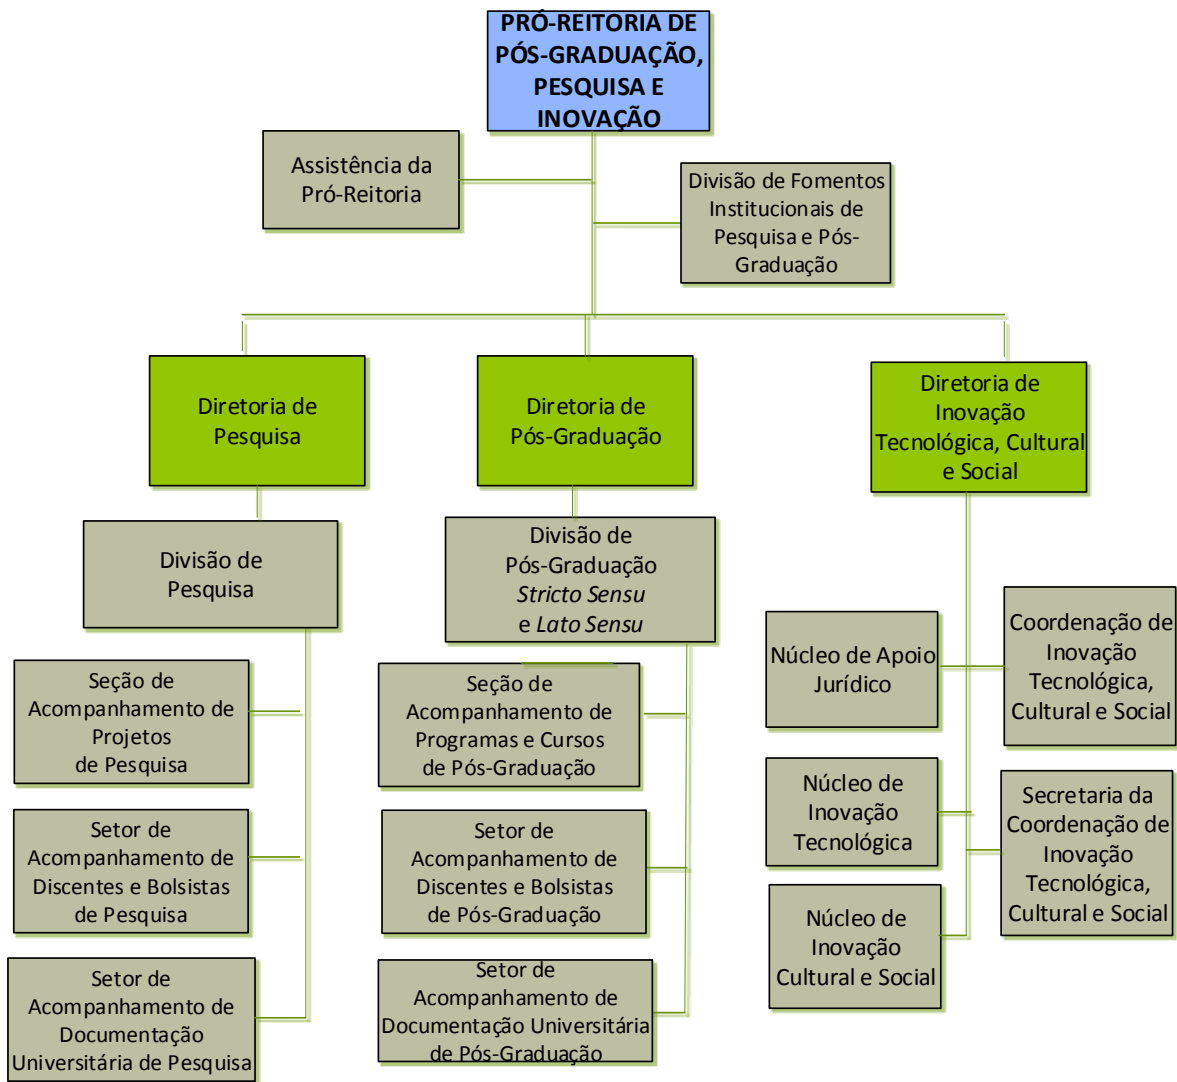 PRÓ-REITORIA DE
PÓS-GRADUAÇÃO,
PESQUISA E
INOVAÇÃO
Assistência da
Pró-Reitoria
Divisão de Fomentos
Institucionais de
Pesquisa e Pós-
Graduação
Diretoria de
Pesquisa
Diretoria de
Pós-Graduação
Diretoria de
Inovação
Tecnológica, Cultural
e Social
Divisão de
Pesquisa
Divisão de
Pós-Graduação
Stricto Sensu
e Lato Sensu
Seção de
Acompanhamento de
Projetos
de Pesquisa
Setor de
Acompanhamento de
Discentes e Bolsistas
de Pesquisa
Setor de
Acompanhamento de
Documentação
Universitária de Pesquisa
Seção de
Acompanhamento de
Programas e Cursos
de Pós-Graduação
Setor de
Acompanhamento de
Discentes e Bolsistas
de Pós-Graduação
Setor de
Acompanhamento de
Documentação Universitária
de Pós-Graduação
Núcleo de Apoio
Jurídico
Coordenação de
Inovação
Tecnológica,
Cultural e Social
Núcleo de
Inovação
Tecnológica
Secretaria da
Coordenação de
Inovação
Tecnológica,
Cultural e Social
Núcleo de
Inovação
Cultural e Social